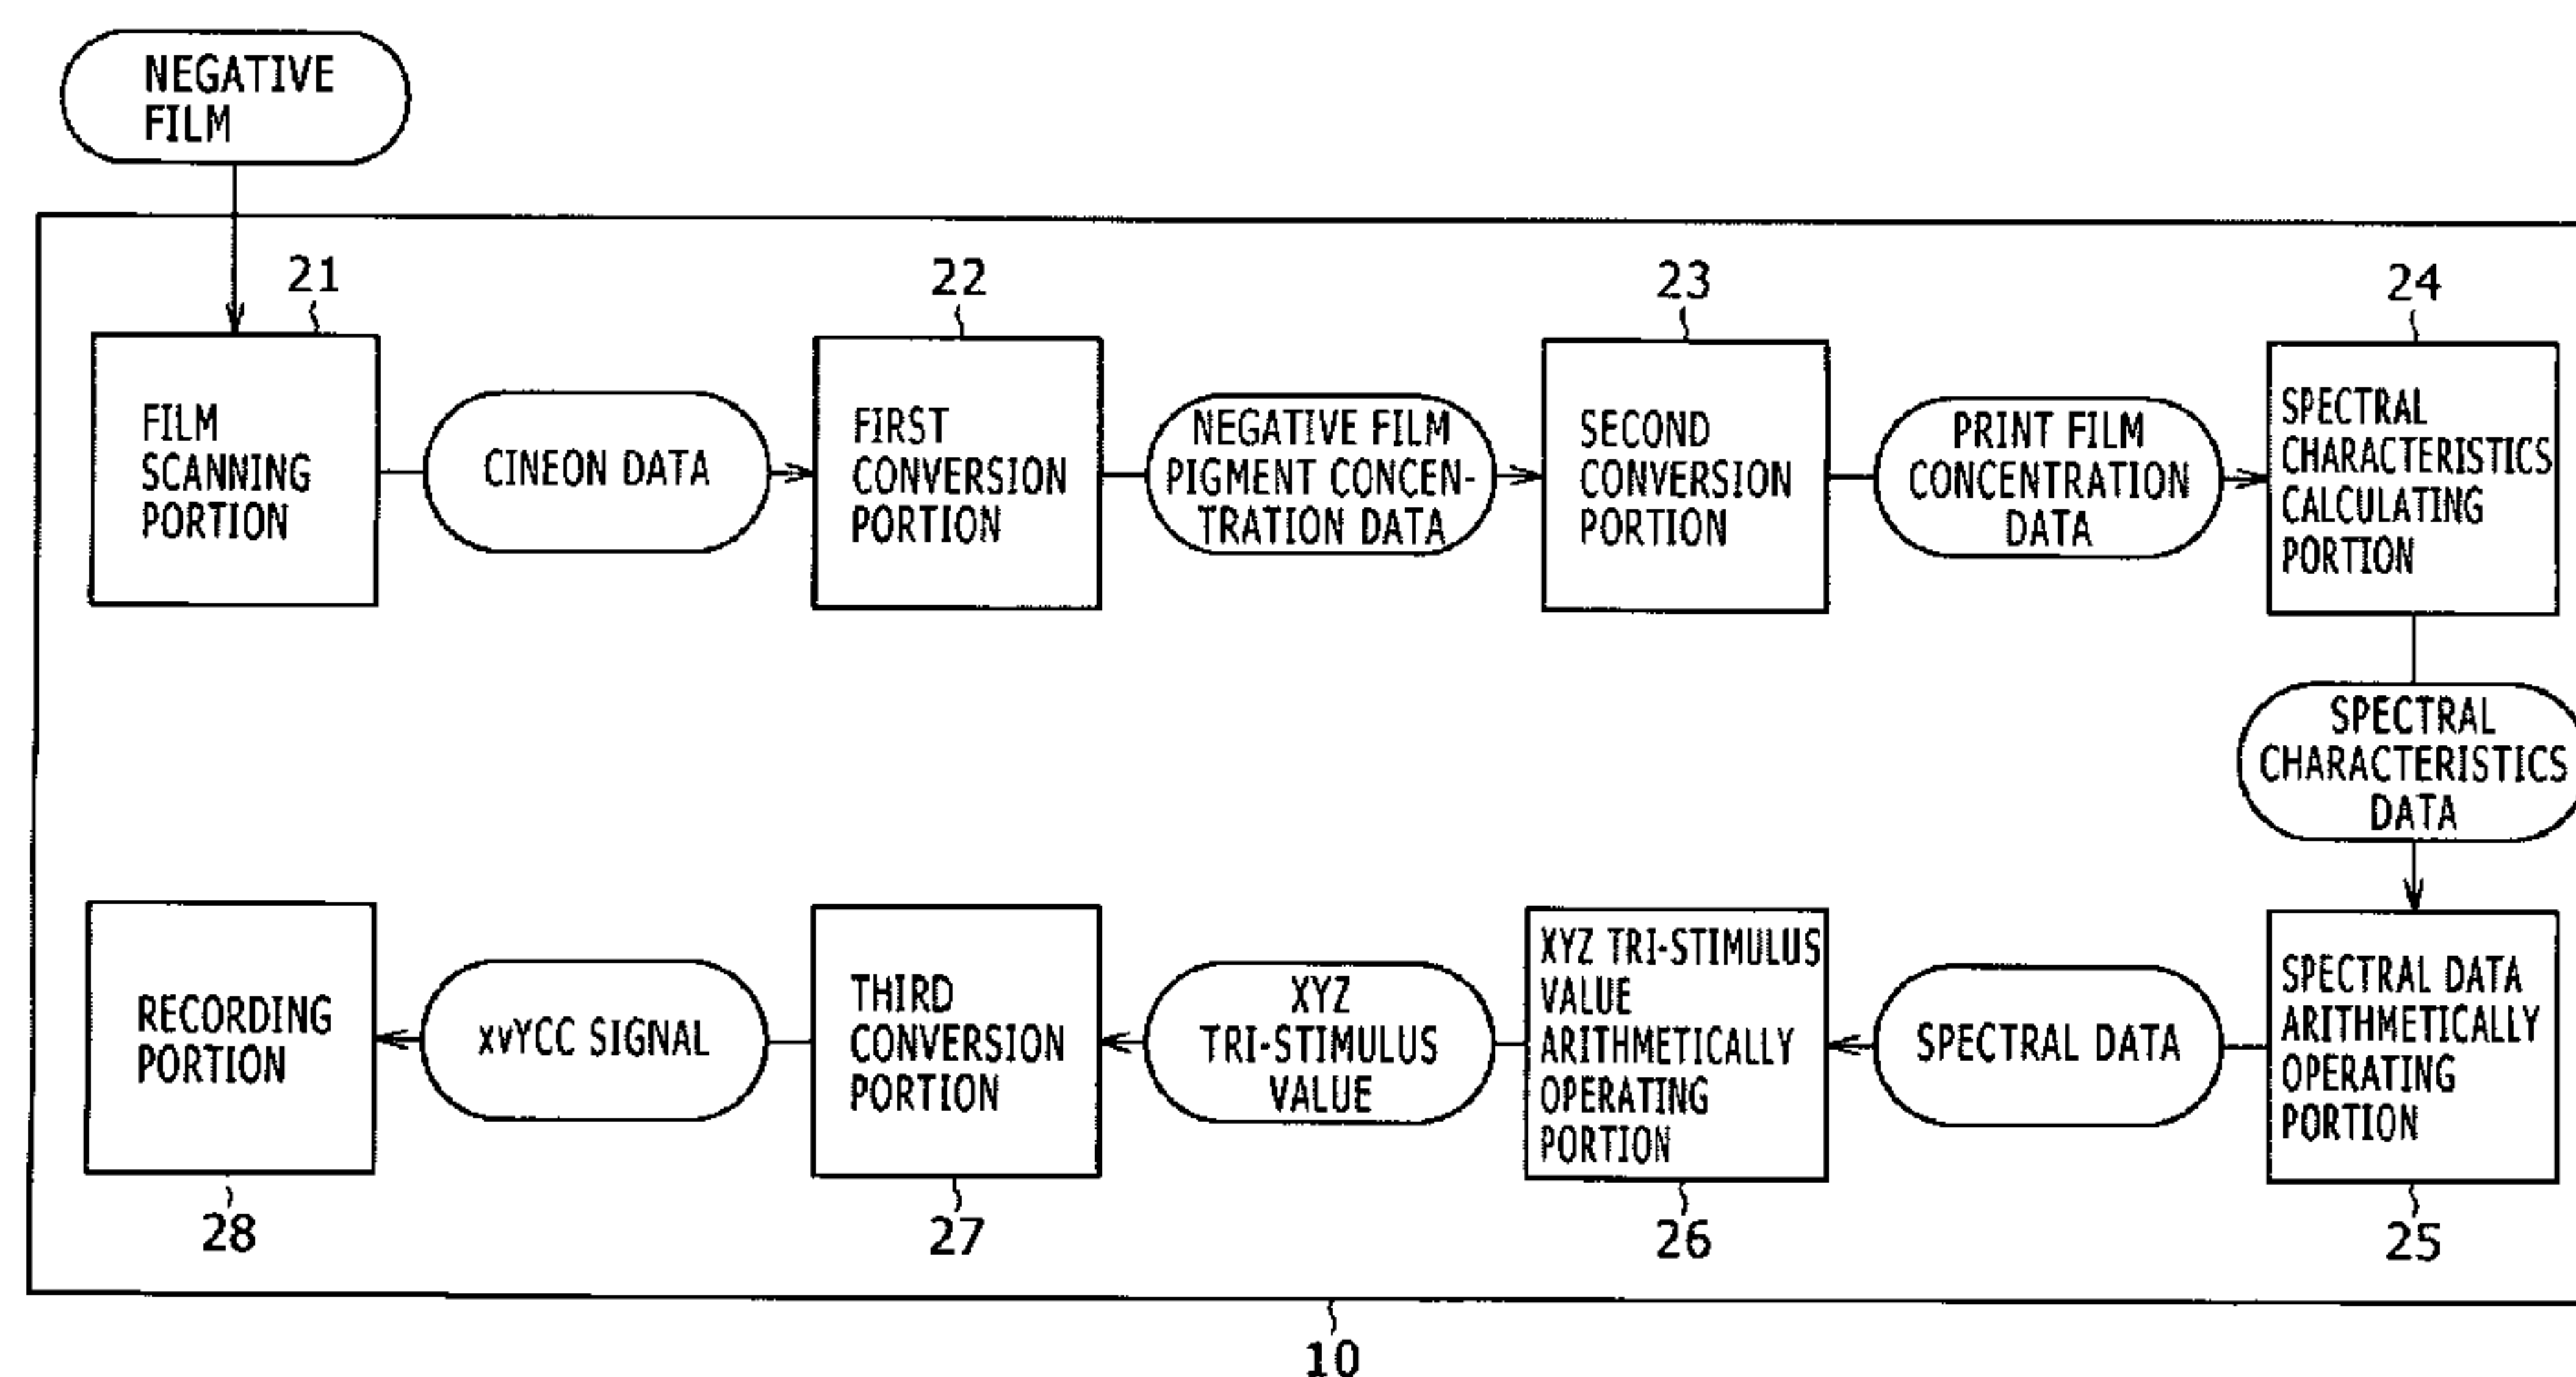 NEGATIVE
FILM
21
22
23
24
FILM
SCANNING
PORTION
CINEON DATA
FIRST
CONVERSION
PORTION
NEGATIVE FILM
PIGMENT CONCEN-
TRATION DATA
SECOND
CONVERSION
PORTION
PRINT FILM
CONCENTRATION
DATA
SPECTRAL
CHARACTERISTICS
CALCULATING
PORTION
SPECTRAL
CHARACTERISTICS
DATA
RECORDING
PORTION
xvYCC SIGNAL
THIRD
CONVERSION
PORTION
XYZ
TRI-STIMULUS
VALUE
XYZ TRI-STIMULUS
VALUE
ARITHMETICALLY
OPERATING
PORTION
SPECTRAL DATA
SPECTRAL DATA
ARITHMETICALLY
OPERATING
PORTION
28
27
26
25
10